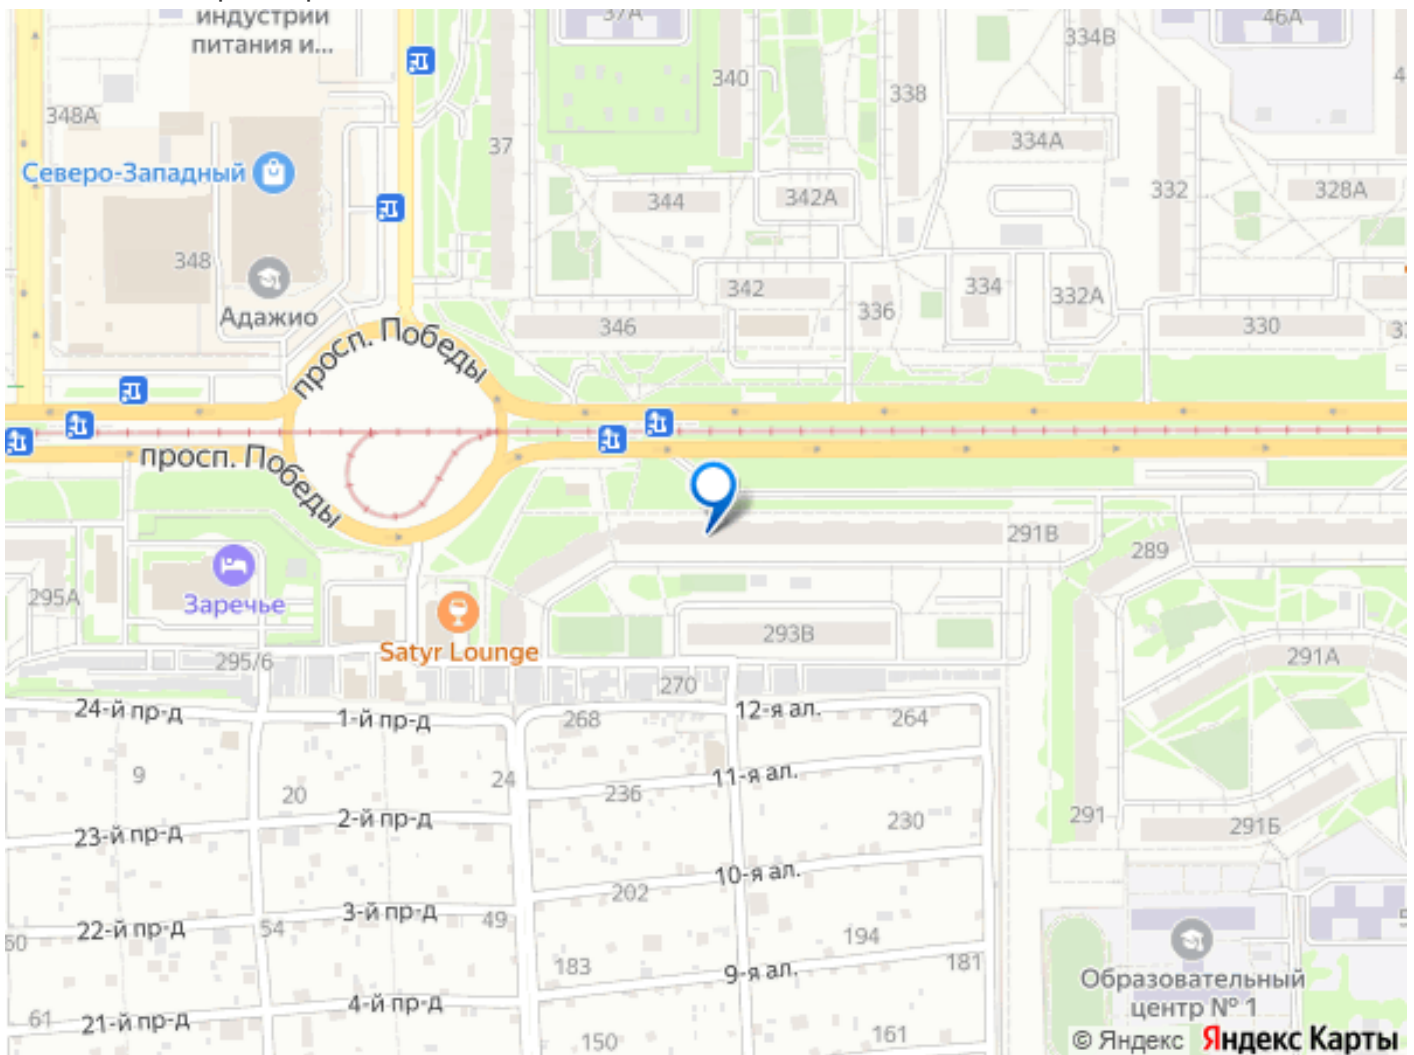 индустрии
питания и...
37А
46А
334В
340
338
348А
37
334А
Северо-Западный
344
342А
332
328А
348
342
334
332А
Адажио
336
346
330
просп. Победы
просп. Победы
291В
289
295А
Заречье
293В
Satyr Lounge
295/6
291А
270
24-й пр-д
1-й пр-д
268
12-я ал.
264
9
24
11-я ал.
20
236
23-й пр-д
2-й пр-д
230
291
291Б
10-я ал.
202
3-й пр-д
49
22-й пр-д
54
194
183
9-я ал.
181
Образовательный
центр № 1
61
21-й пр-д
4-й пр-д
150
161
© Яндекс Яндекс Карты